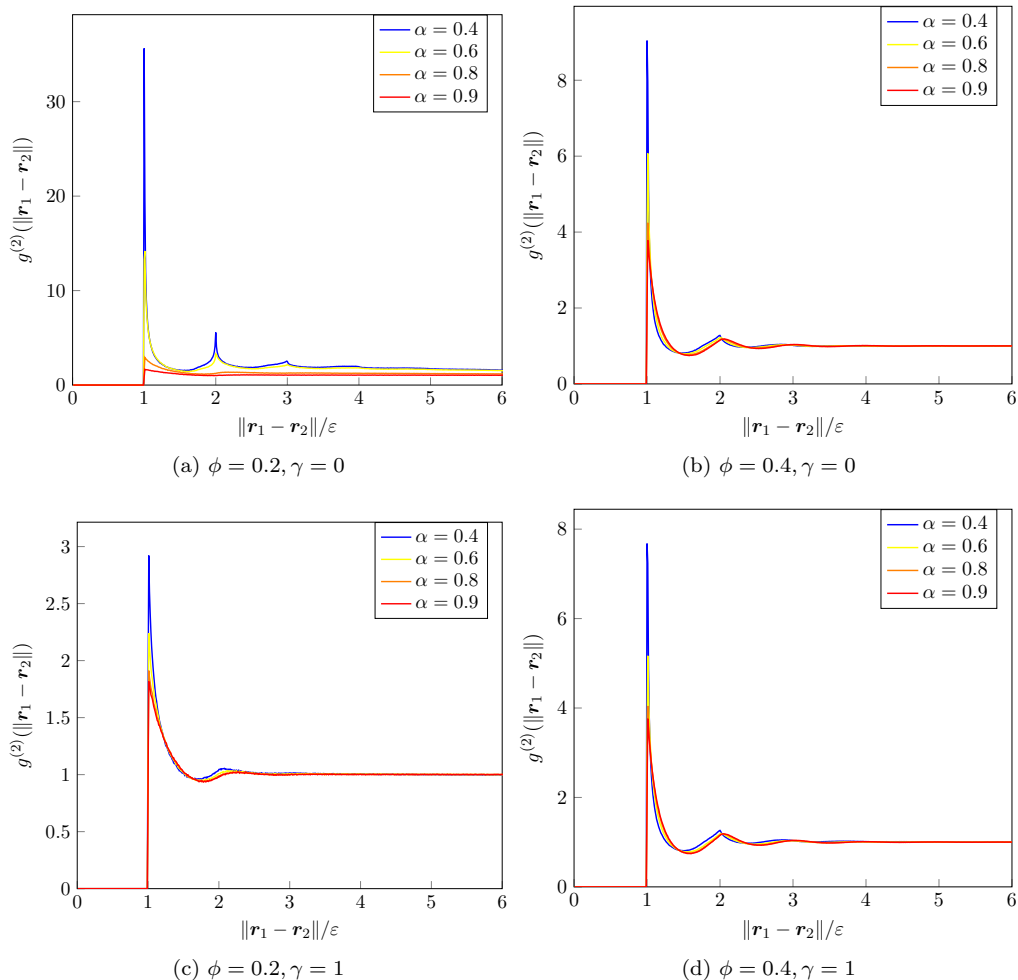 α = 0.4
α = 0.6
α = 0.8
α = 0.9
30
20
10
0
0 1 2 3 4 5 6
g^{(2)}(‖r_1 − r_2‖)
‖r_1 − r_2‖/ε
(a) ϕ = 0.2, γ = 0
α = 0.4
α = 0.6
α = 0.8
α = 0.9
8
6
4
2
0
0 1 2 3 4 5 6
g^{(2)}(‖r_1 − r_2‖)
‖r_1 − r_2‖/ε
(b) ϕ = 0.4, γ = 0
α = 0.4
α = 0.6
α = 0.8
α = 0.9
3
2.5
2
1.5
1
0.5
0
0 1 2 3 4 5 6
g^{(2)}(‖r_1 − r_2‖)
‖r_1 − r_2‖/ε
(c) ϕ = 0.2, γ = 1
α = 0.4
α = 0.6
α = 0.8
α = 0.9
8
6
4
2
0
0 1 2 3 4 5 6
g^{(2)}(‖r_1 − r_2‖)
‖r_1 − r_2‖/ε
(d) ϕ = 0.4, γ = 1